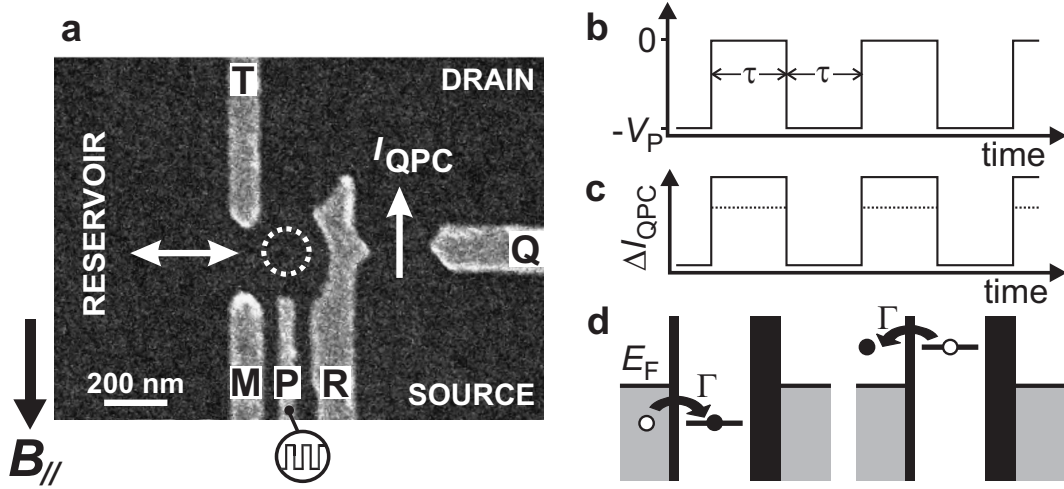 a
T
DRAIN
RESERVOIR
I_QPC
Q
M
P
R
200 nm
SOURCE
B_//
b
0
τ
τ
-V_P
time
c
ΔI_QPC
time
d
E_F
Γ
Γ